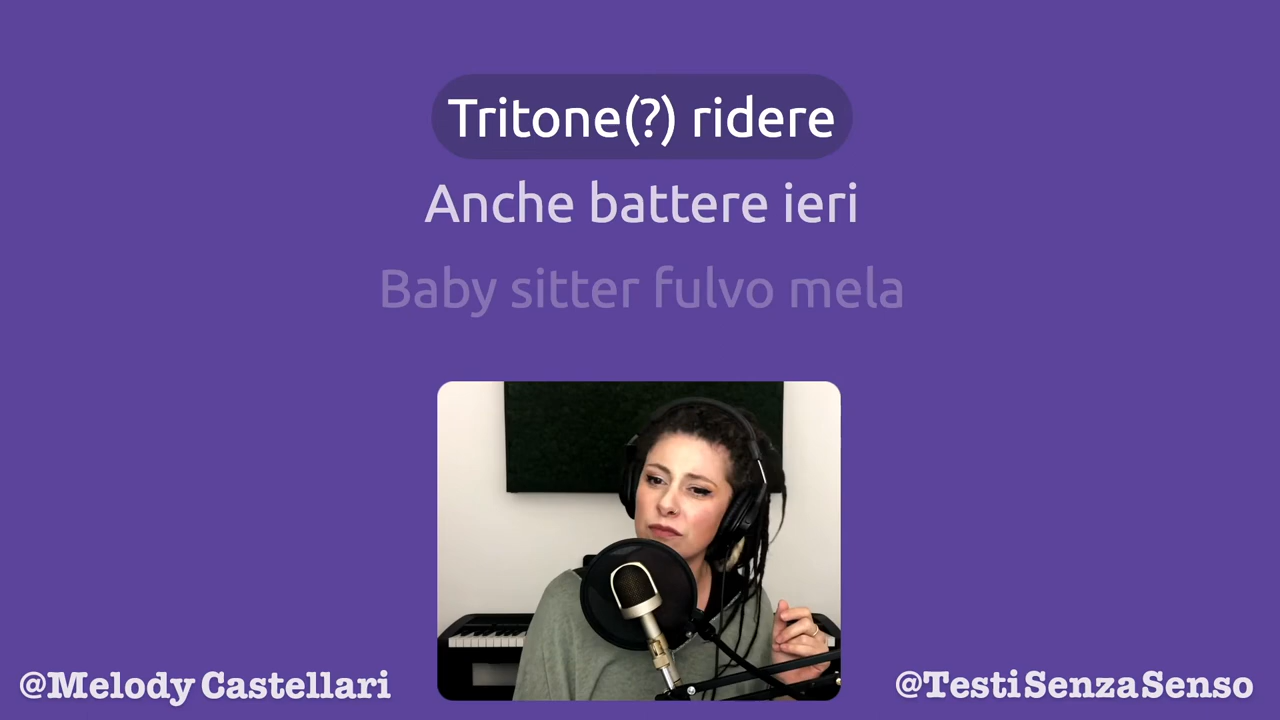 Tritone(?) ridere
Anche battere ieri
Baby sitter fulvo mela
@Melody Castellari
@TestiSenzaSenso